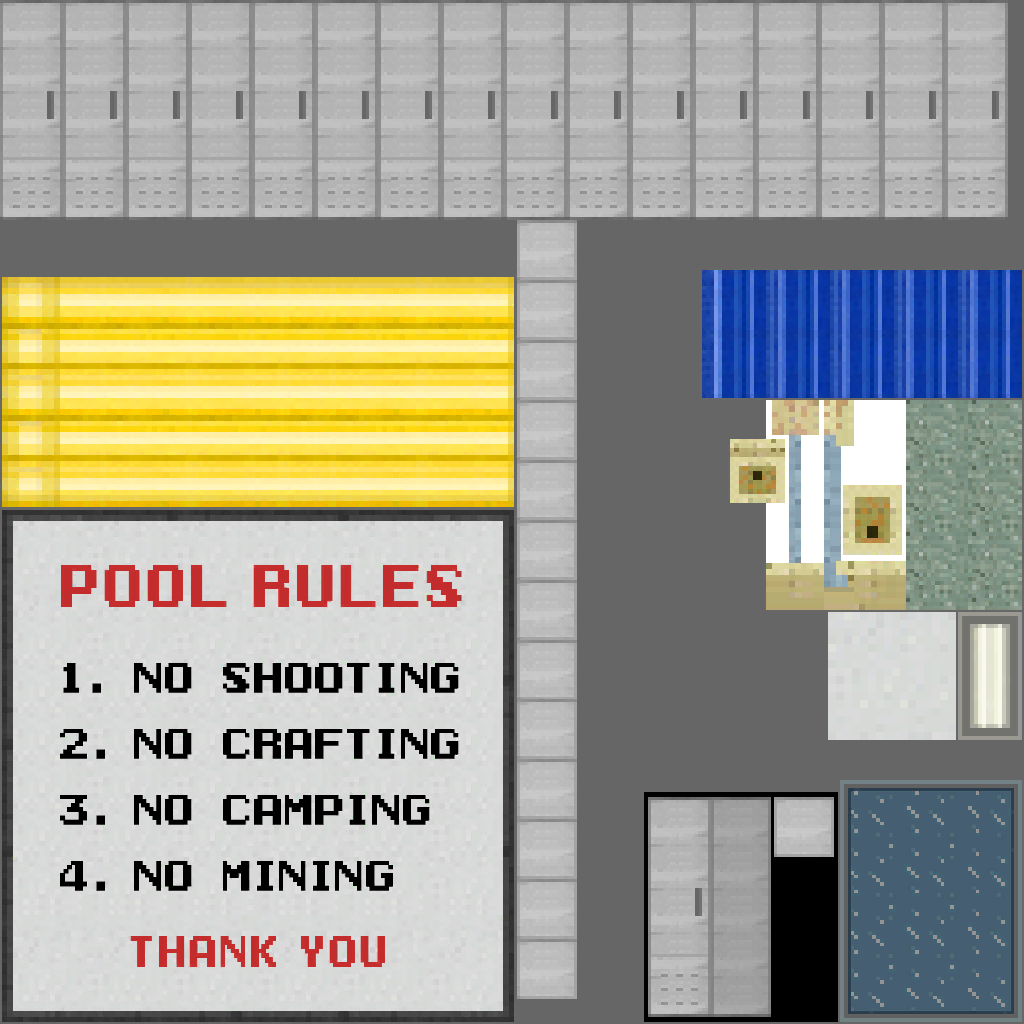 POOL RULES
1. NO SHOOTING
2. NO CRAFTING
3. NO CAMPING
4. NO MINING
THANK YOU